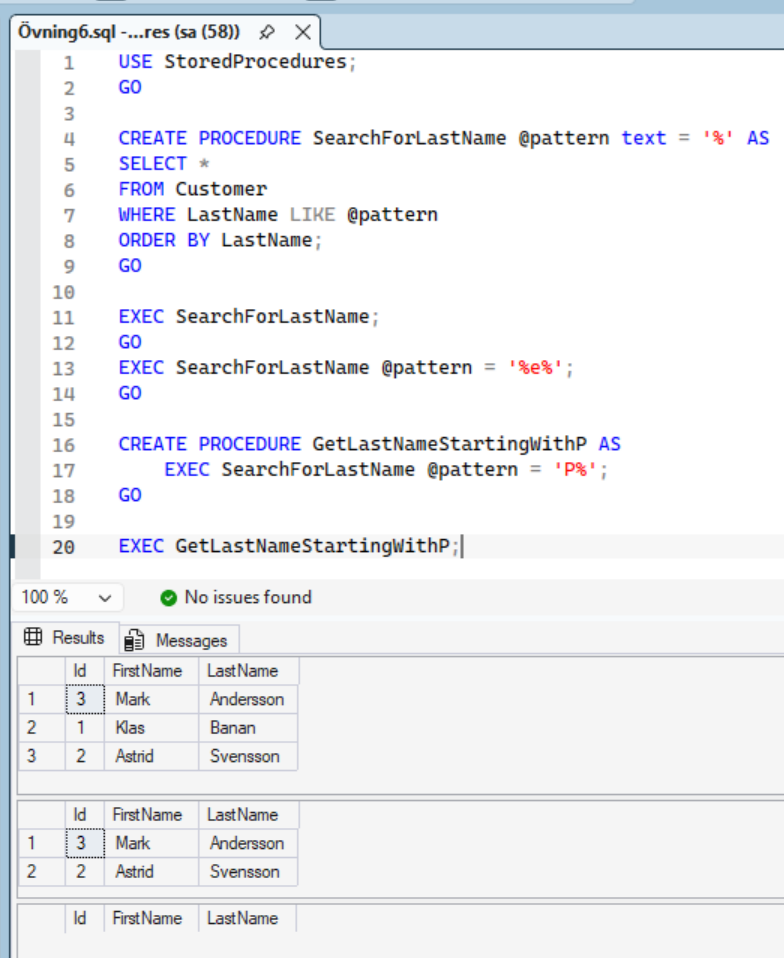 Övning6.sql -...res (sa (58))
1 USE StoredProcedures;
2 GO
3
4 CREATE PROCEDURE SearchForLastName @pattern text = '%' AS
5 SELECT *
6 FROM Customer
7 WHERE LastName LIKE @pattern
8 ORDER BY LastName;
9 GO
10
11 EXEC SearchForLastName;
12 GO
13 EXEC SearchForLastName @pattern = '%e%';
14 GO
15
16 CREATE PROCEDURE GetLastNameStartingWithP AS
17     EXEC SearchForLastName @pattern = 'P%';
18 GO
19
20 EXEC GetLastNameStartingWithP;
100 % No issues found
Results Messages
Id FirstName LastName
1 3 Mark Andersson
2 1 Klas Banan
3 2 Astrid Svensson
Id FirstName LastName
1 3 Mark Andersson
2 2 Astrid Svensson
Id FirstName LastName